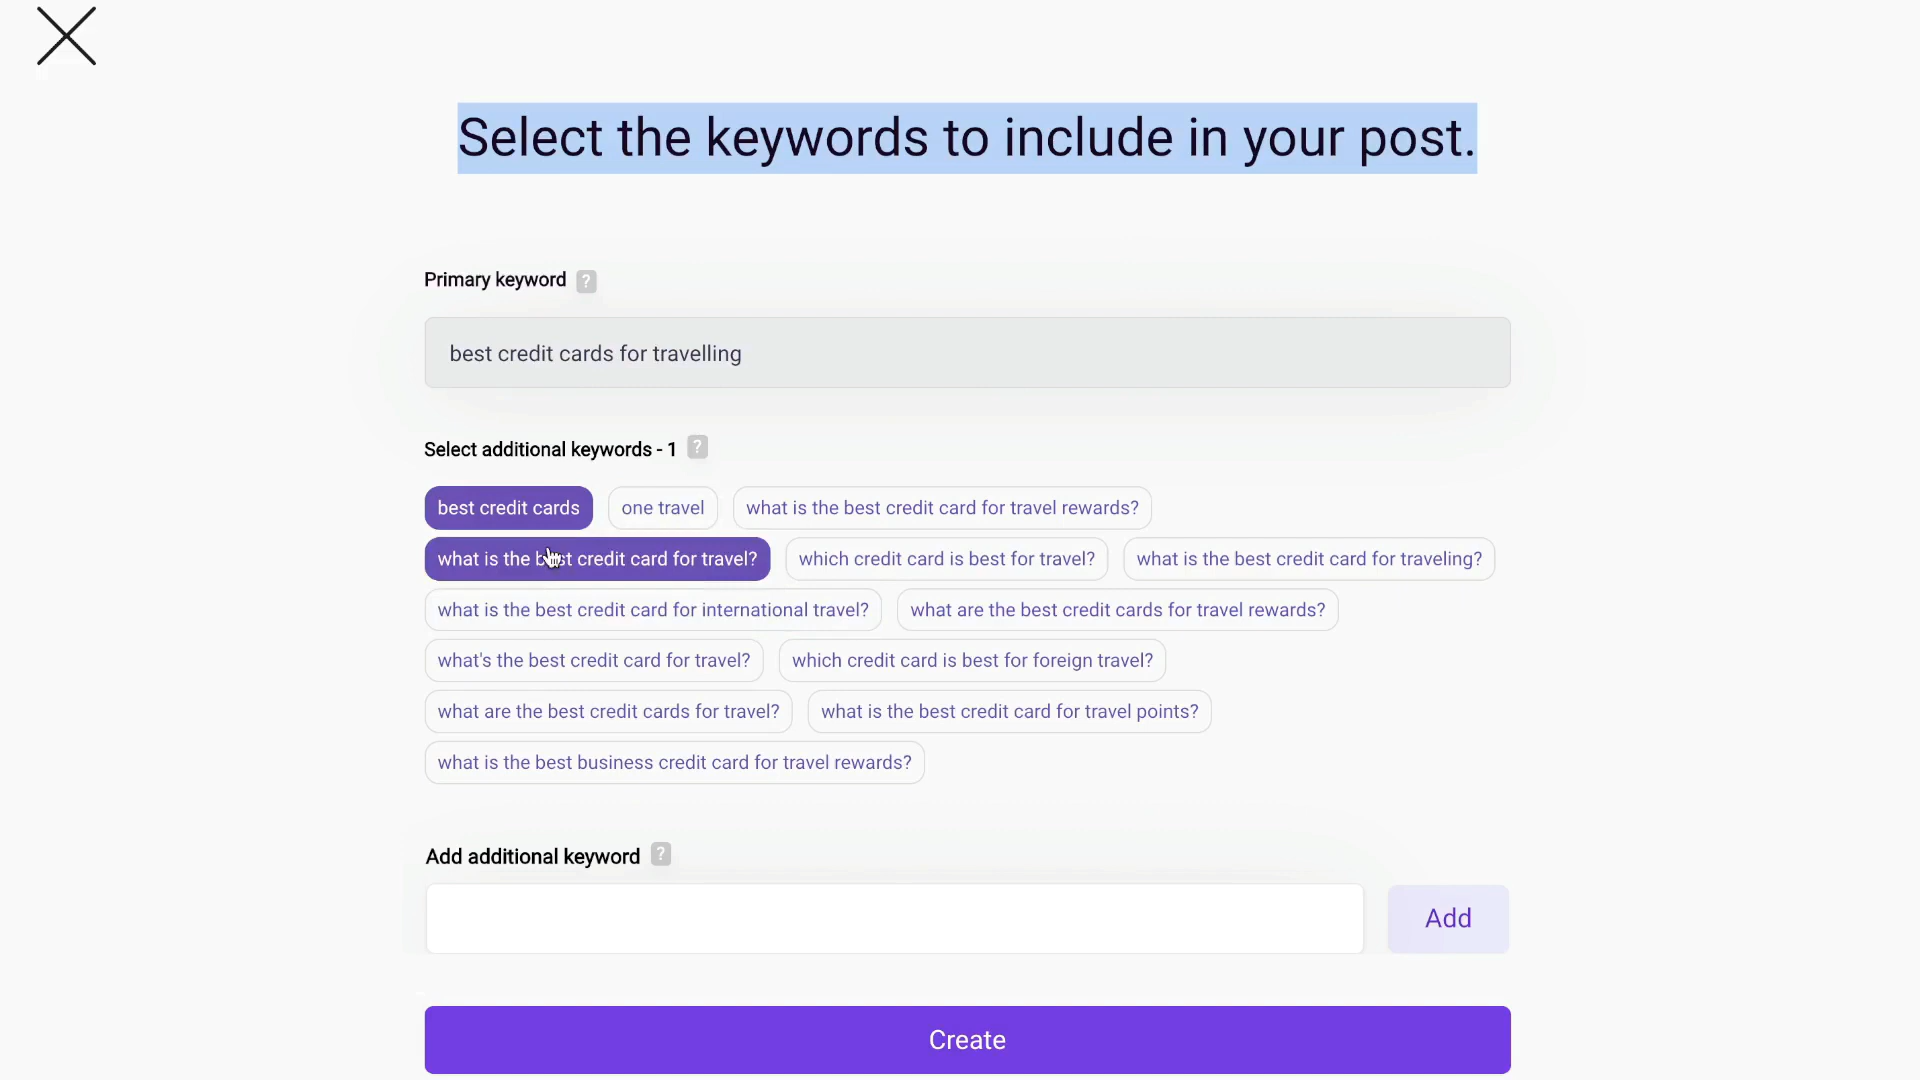 Select the keywords to include in your post.
Primary keyword ?
best credit cards for travelling
Select additional keywords - 1 ?
best credit cards one travel what is the best credit card for travel rewards?
what is the best credit card for travel? which credit card is best for travel? what is the best credit card for traveling?
what is the best credit card for international travel? what are the best credit cards for travel rewards?
what's the best credit card for travel? which credit card is best for foreign travel?
what are the best credit cards for travel? what is the best credit card for travel points?
what is the best business credit card for travel rewards?
Add additional keyword ?
Add
Create